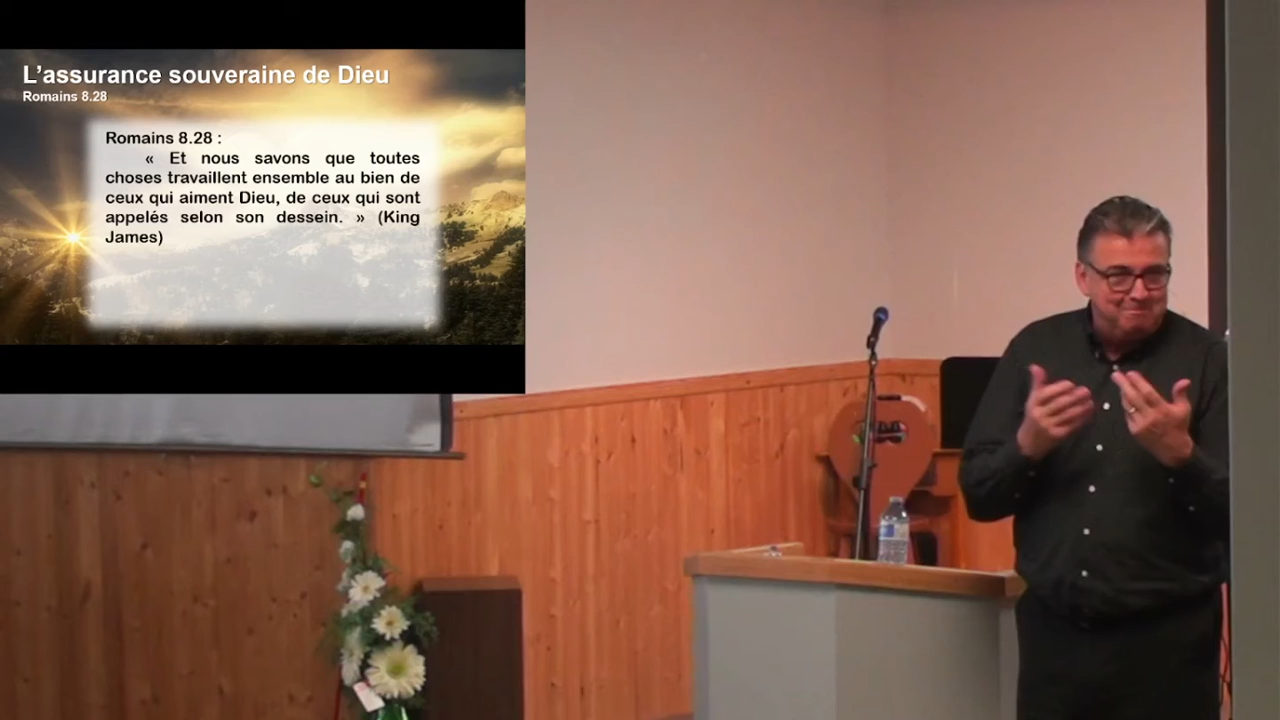 L'assurance souveraine de Dieu
Romains 8.28
Romains 8.28 :
« Et nous savons que toutes
choses travaillent ensemble au bien de
ceux qui aiment Dieu, de ceux qui sont
appelés selon son dessein. » (King
James)